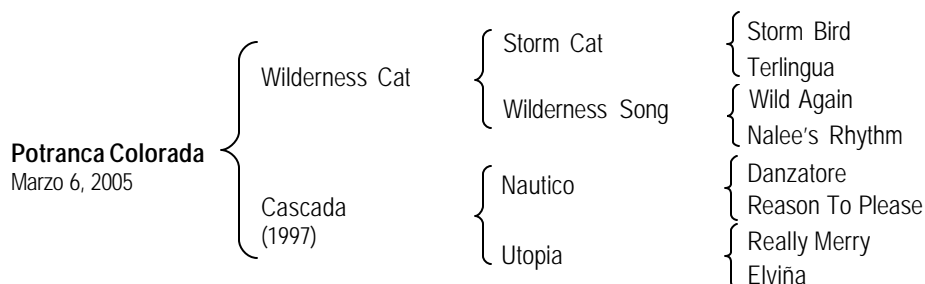 Storm Bird
Storm Cat
Terlingua
Wilderness Cat
Wild Again
Wilderness Song
Nalee's Rhythm
Potranca Colorada
Marzo 6, 2005
Danzatore
Nautico
Reason To Please
Cascada
(1997)
Really Merry
Utopia
Elviña